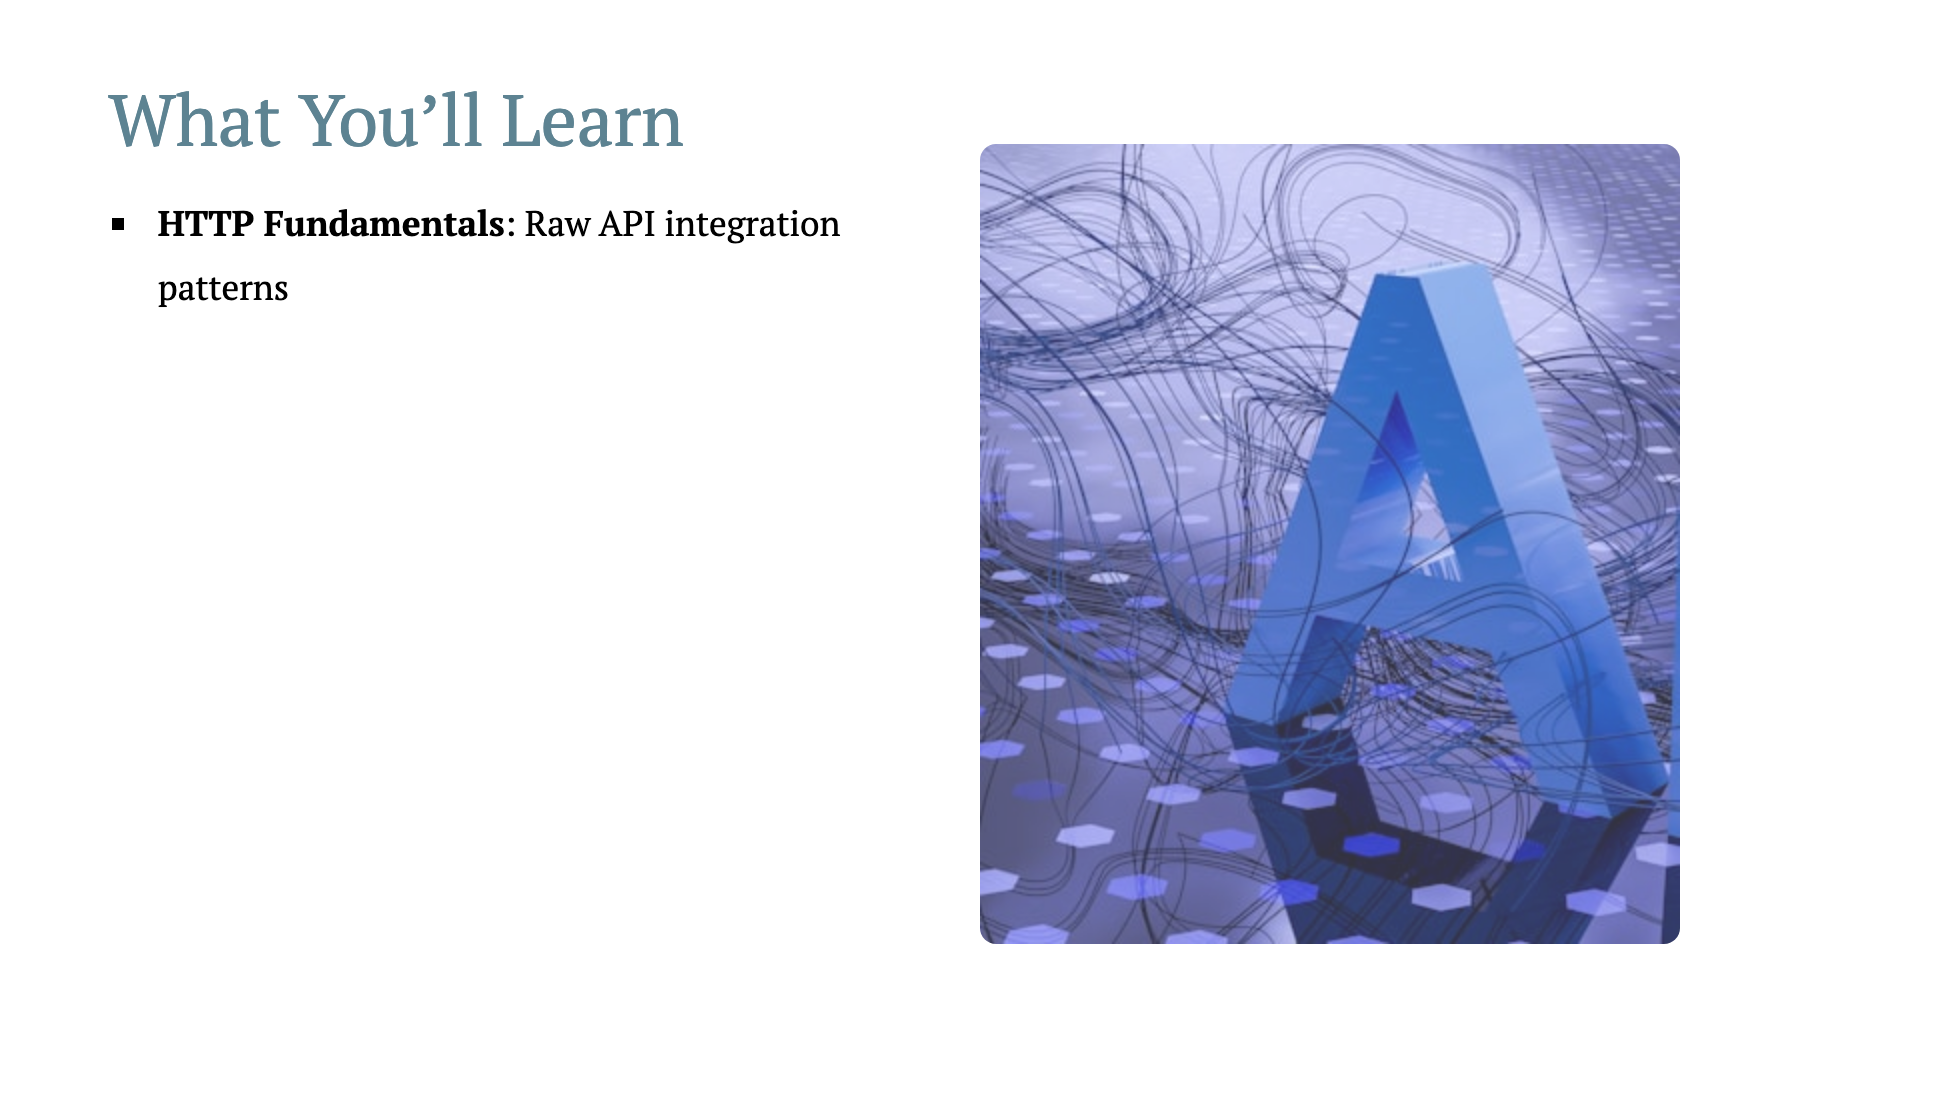 What You’ll Learn
▪ HTTP Fundamentals: Raw API integration
patterns
A